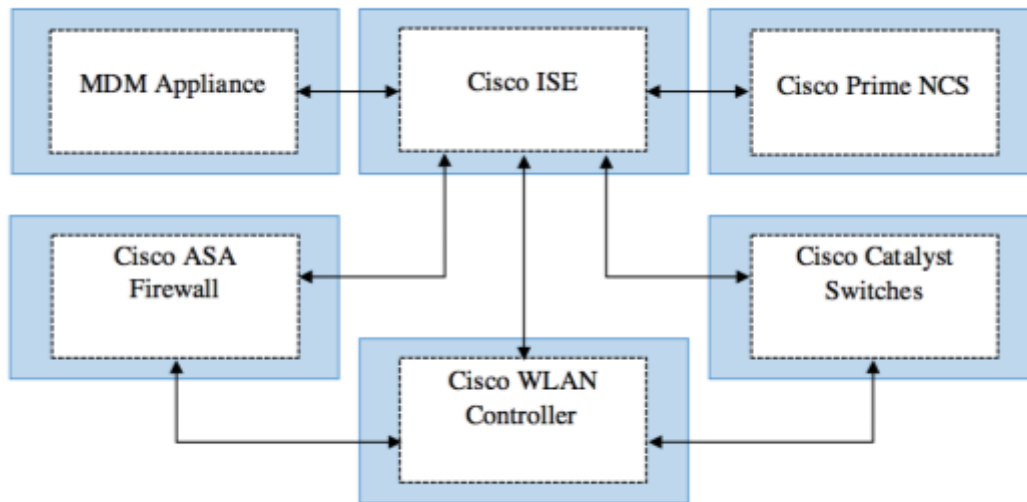 MDM Appliance
Cisco ISE
Cisco Prime NCS
Cisco ASA
Firewall
Cisco Catalyst
Switches
Cisco WLAN
Controller